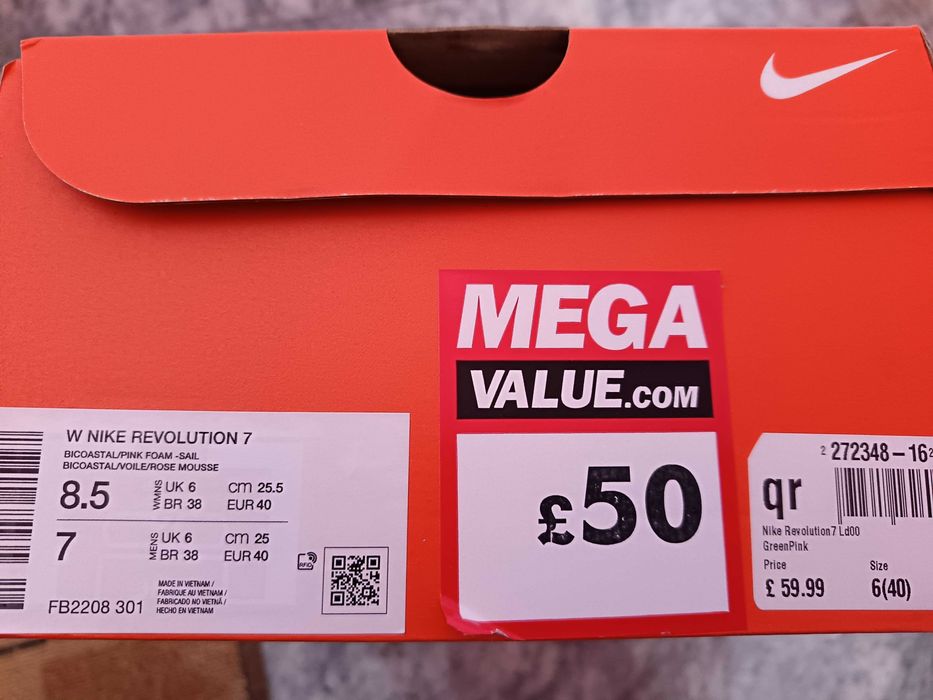 MEGA
VALUE.COM
£50
W NIKE REVOLUTION 7
BICOASTAL/PINK FOAM -SAIL
BICOASTAL/VOILE/ROSE MOUSSE
8.5 WMNS UK 6 CM 25.5
BR 38 EUR 40
7 MENS UK 6 CM 25
BR 38 EUR 40
RFID
MADE IN VIETNAM /
FABRIQUE AU VIETNAM /
FABRICADO NO VIETNÃ /
HECHO EN VIETNAM
FB2208 301
2 272348-16 2
qr
Nike Revolution7 Ld00
GreenPink
Price Size
£ 59.99 6(40)